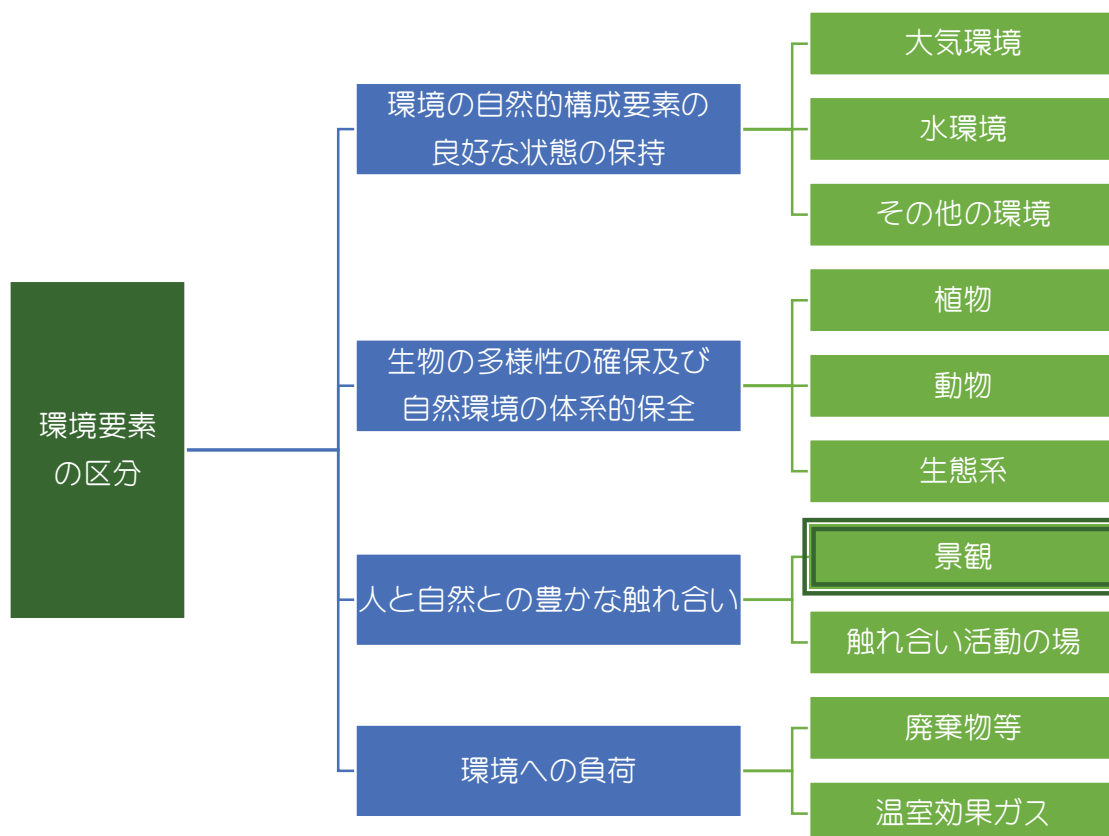 環境要素
の区分
環境の自然的構成要素の
良好な状態の保持
大気環境
水環境
その他の環境
生物の多様性の確保及び
自然環境の体系的保全
植物
動物
生態系
人と自然との豊かな触れ合い
景観
触れ合い活動の場
環境への負荷
廃棄物等
温室効果ガス